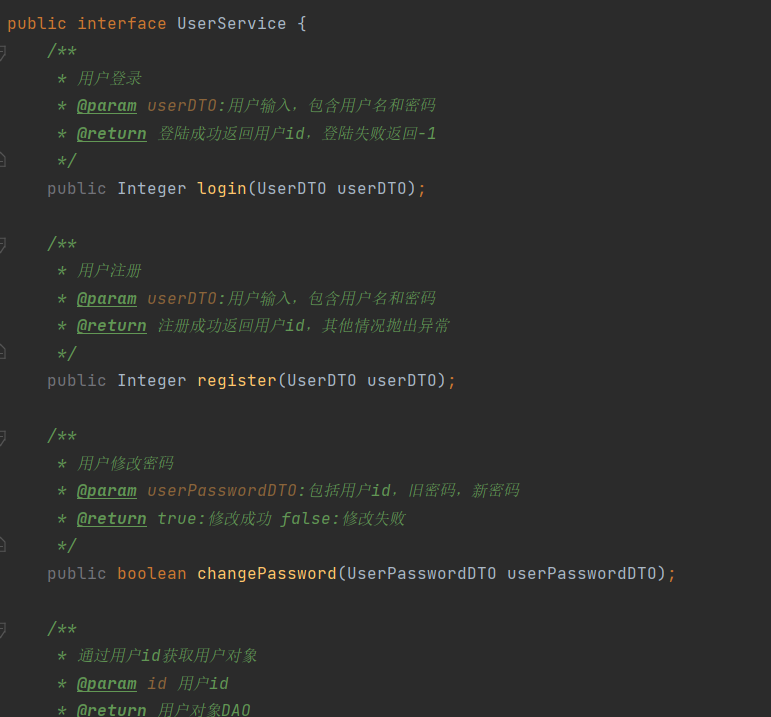 public interface UserService {
/**
* 用户登录
* @param userDTO:用户输入，包含用户名和密码
* @return 登陆成功返回用户id，登陆失败返回-1
*/
public Integer login(UserDTO userDTO);
/**
* 用户注册
* @param userDTO:用户输入，包含用户名和密码
* @return 注册成功返回用户id，其他情况抛出异常
*/
public Integer register(UserDTO userDTO);
/**
* 用户修改密码
* @param userPasswordDTO:包括用户id，旧密码，新密码
* @return true:修改成功 false:修改失败
*/
public boolean changePassword(UserPasswordDTO userPasswordDTO);
/**
* 通过用户id获取用户对象
* @param id 用户id
* @return 用户对象DAO